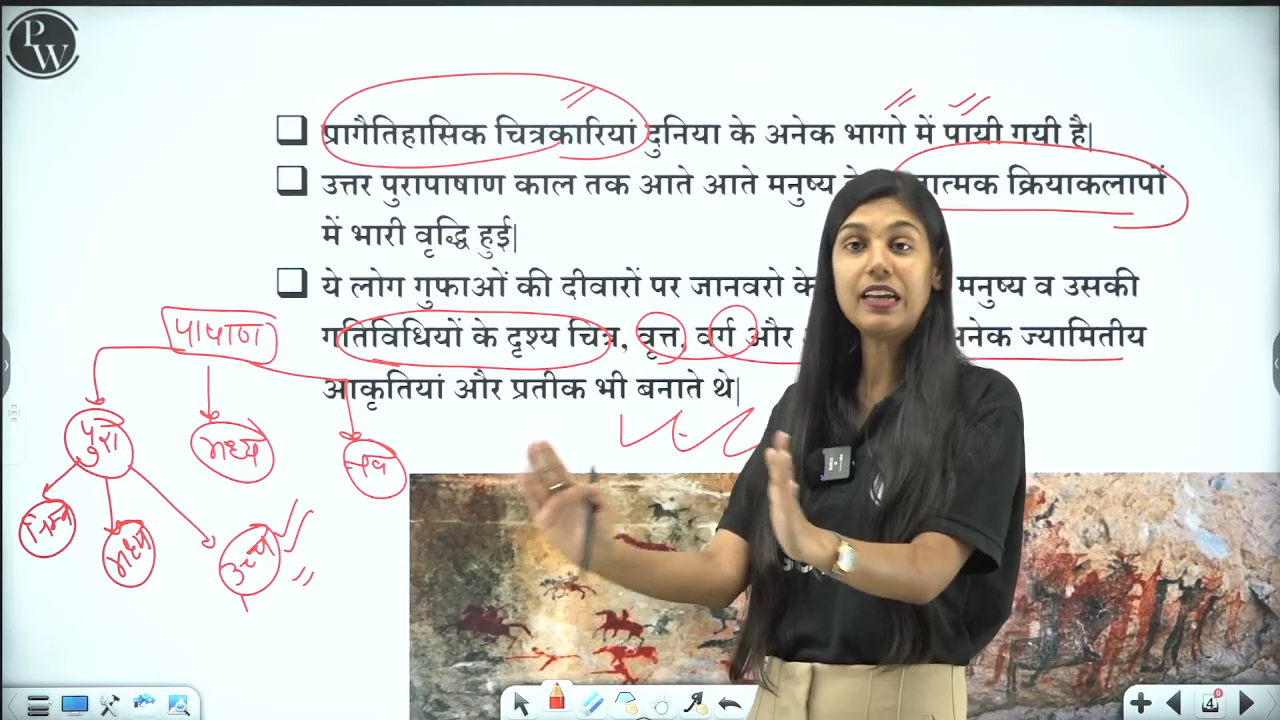 PW
प्रागैतिहासिक चित्रकारियां दुनिया के अनेक भागो में पायी गयी है|
उत्तर पुरापाषाण काल तक आते आते मनुष्य क्रियाकलापों
में भारी वृद्धि हुई|
ये लोग गुफाओं की दीवारों पर जानवरो के मनुष्य व उसकी
गतिविधियों के दृश्य चित्र, वृत्त, वर्ग और अनेक ज्यामितीय
आकृतियां और प्रतीक भी बनाते थे|
पाषाण
पुरा मध्य नव
निम्न मध्य उच्च
4